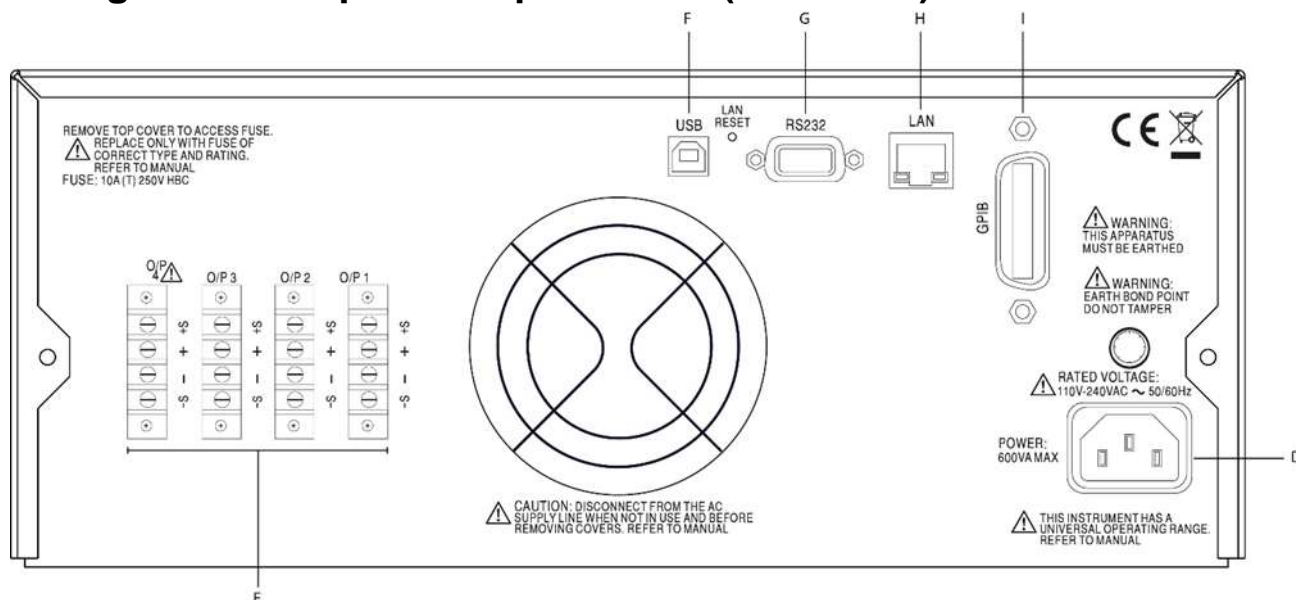 F
G
H
I
REMOVE TOP COVER TO ACCESS FUSE.
REPLACE ONLY WITH FUSE OF
CORRECT TYPE AND RATING.
REFER TO MANUAL
FUSE: 10A (T) 250V HBC
USB
LAN
RESET
RS232
LAN
CE
GPIB
WARNING:
THIS APPARATUS
MUST BE EARTHED
WARNING:
EARTH BOND POINT
DO NOT TAMPER
O/P
4
O/P 3
O/P 2
O/P 1
+S
+S
+S
+S
+
+
+
+
–
–
–
–
-S
-S
-S
-S
RATED VOLTAGE:
110V-240VAC ~ 50/60Hz
POWER:
600VA MAX
D
CAUTION: DISCONNECT FROM THE AC
SUPPLY LINE WHEN NOT IN USE AND BEFORE
REMOVING COVERS. REFER TO MANUAL
THIS INSTRUMENT HAS A
UNIVERSAL OPERATING RANGE.
REFER TO MANUAL